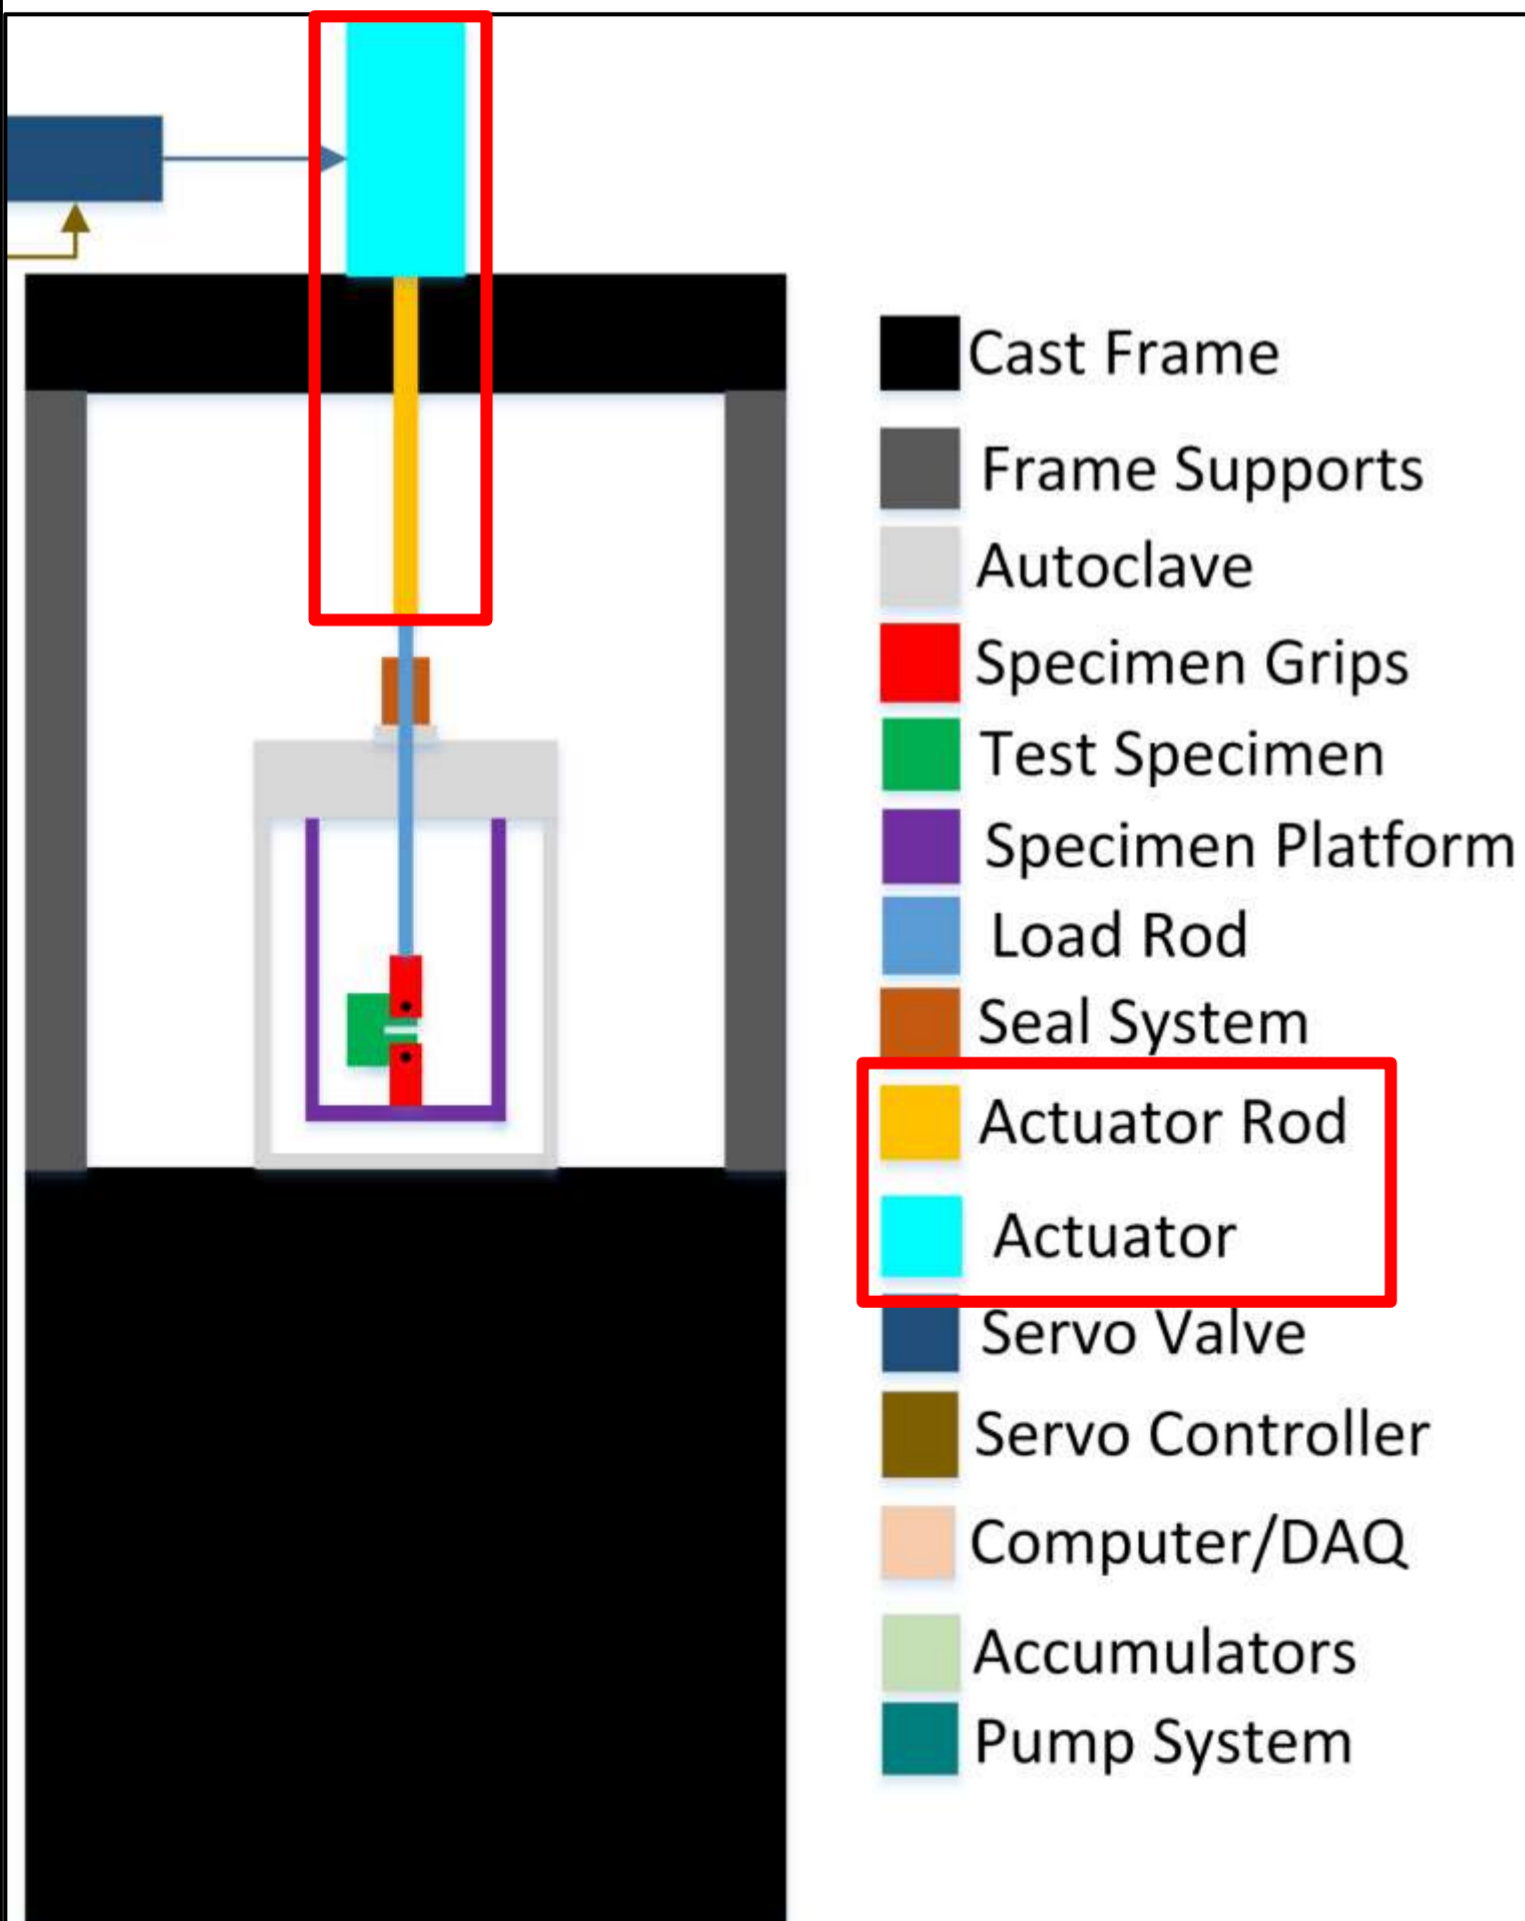 Cast Frame
Frame Supports
Autoclave
Specimen Grips
Test Specimen
Specimen Platform
Load Rod
Seal System
Actuator Rod
Actuator
Servo Valve
Servo Controller
Computer/DAQ
Accumulators
Pump System